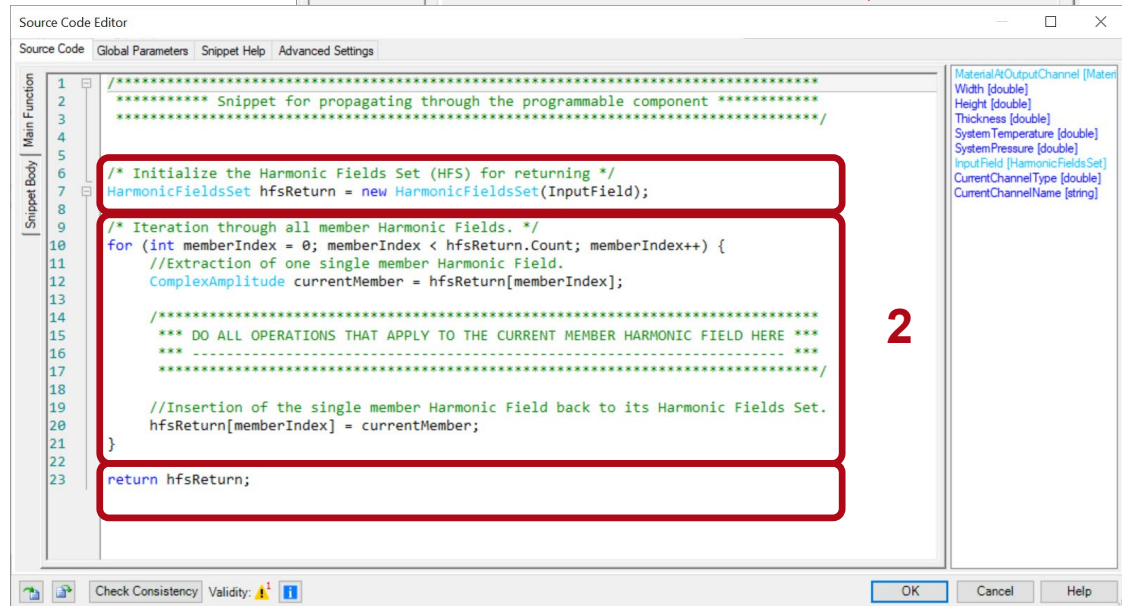 Source Code Editor
Source Code Global Parameters Snippet Help Advanced Settings
Main Function
Snippet Body
1 /***********************************************************************************
2 *********** Snippet for propagating through the programmable component ************
3 ***********************************************************************************/
4
5
6 /* Initialize the Harmonic Fields Set (HFS) for returning */
7 HarmonicFieldsSet hfsReturn = new HarmonicFieldsSet(InputField);
8
9 /* Iteration through all member Harmonic Fields. */
10 for (int memberIndex = 0; memberIndex < hfsReturn.Count; memberIndex++) {
11 //Extraction of one single member Harmonic Field.
12 ComplexAmplitude currentMember = hfsReturn[memberIndex];
13
14 /******************************************************************************
15 *** DO ALL OPERATIONS THAT APPLY TO THE CURRENT MEMBER HARMONIC FIELD HERE ***
16 *** ---------------------------------------------------------------------- ***
17 ******************************************************************************/
18
19 //Insertion of the single member Harmonic Field back to its Harmonic Fields Set.
20 hfsReturn[memberIndex] = currentMember;
21 }
22
23 return hfsReturn;
2
MaterialAtOutputChannel [Materi
Width [double]
Height [double]
Thickness [double]
SystemTemperature [double]
SystemPressure [double]
InputField [HarmonicFieldsSet]
CurrentChannelType [double]
CurrentChannelName [string]
Check Consistency Validity: 1 i OK Cancel Help